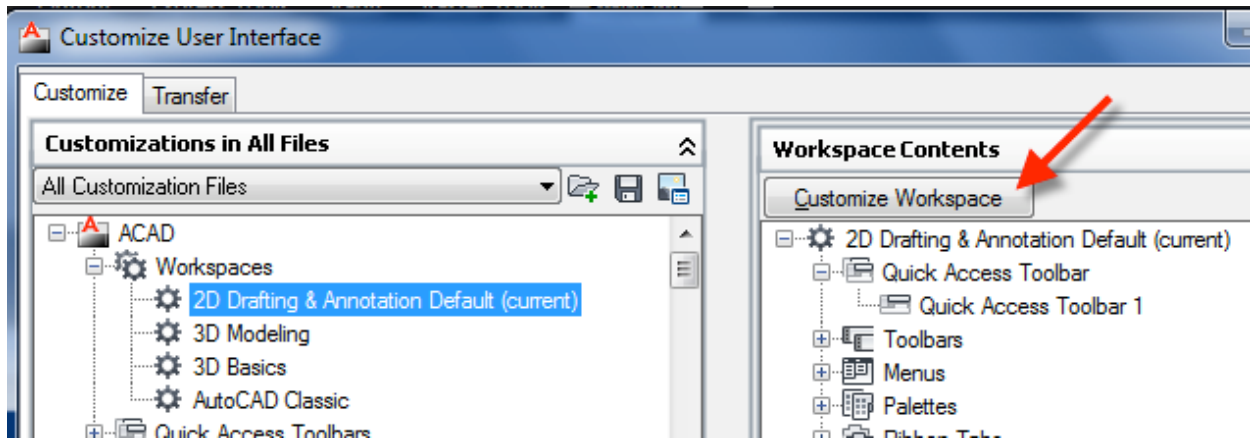 Customize User Interface
Customize Transfer
Customizations in All Files
All Customization Files
ACAD
Workspaces
2D Drafting & Annotation Default (current)
3D Modeling
3D Basics
AutoCAD Classic
Quick Access Toolbars
Workspace Contents
Customize Workspace
2D Drafting & Annotation Default (current)
Quick Access Toolbar
Quick Access Toolbar 1
Toolbars
Menus
Palettes
Ribbon Tabs